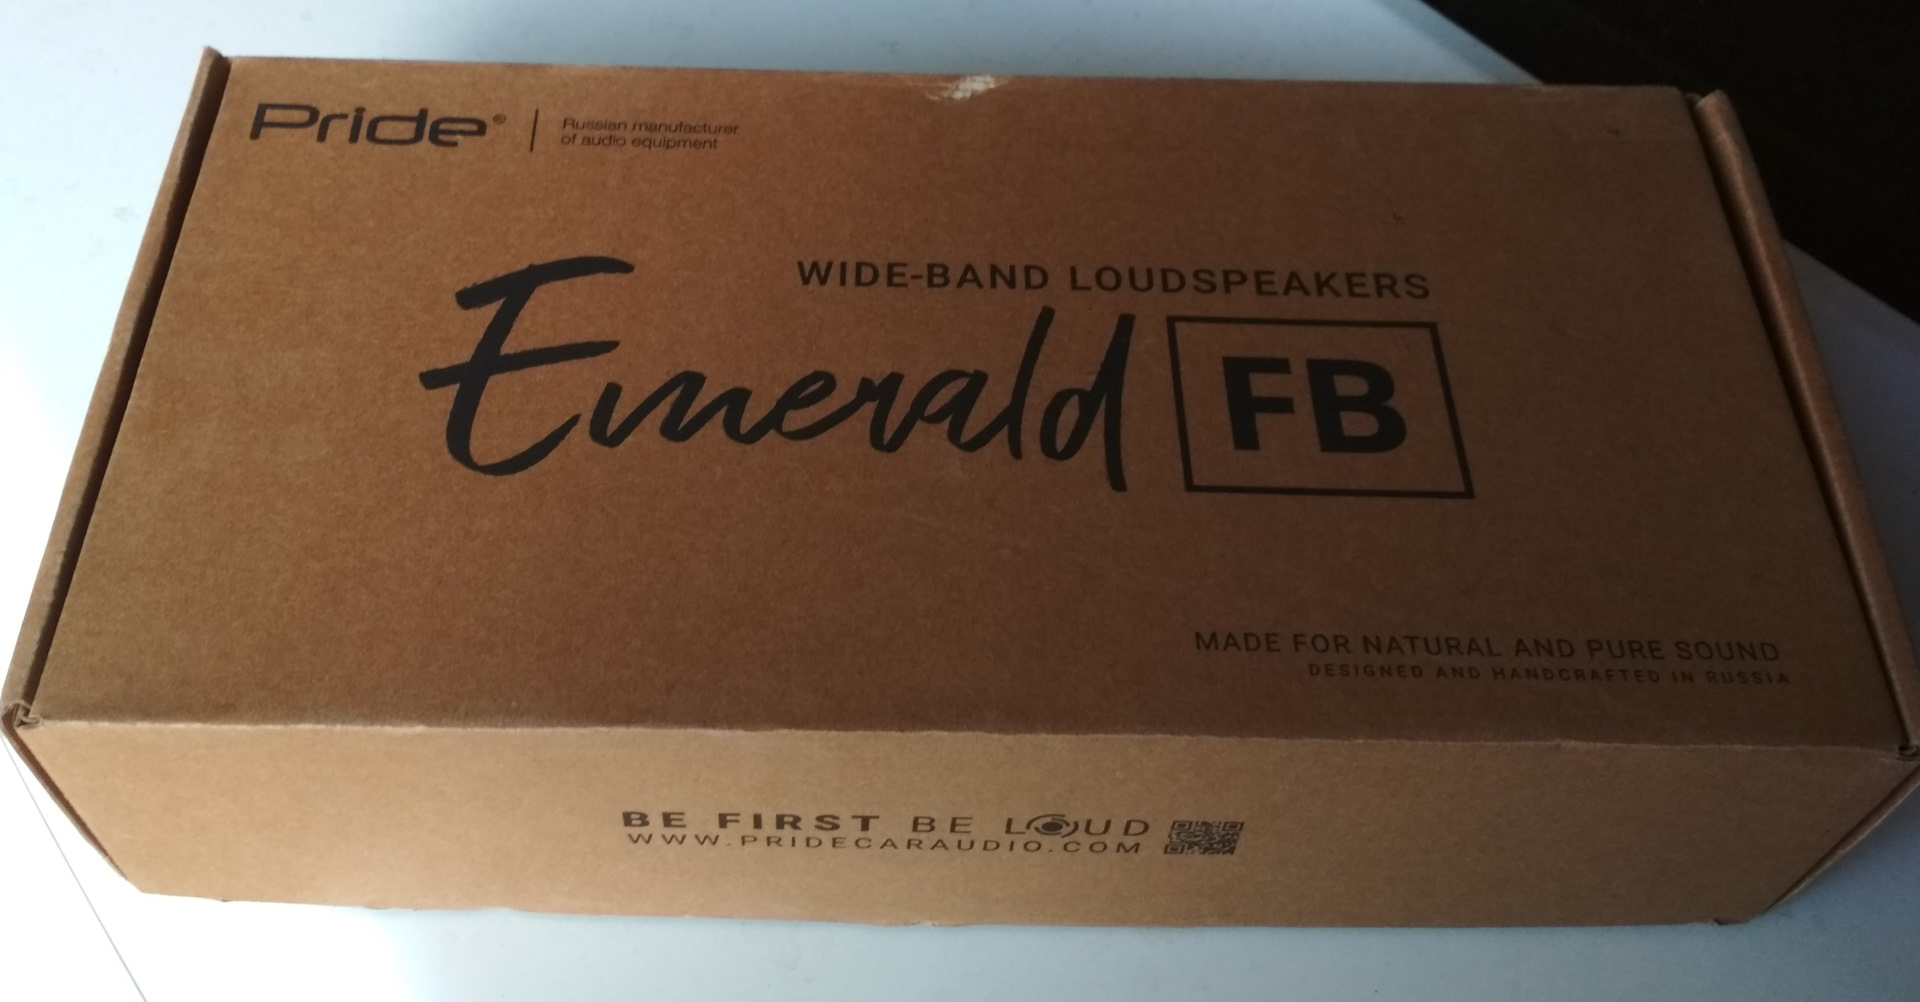 Pride®
Russian manufacturer
of audio equipment
WIDE-BAND LOUDSPEAKERS
Emerald FB
MADE FOR NATURAL AND PURE SOUND
DESIGNED AND HANDCRAFTED IN RUSSIA
BE FIRST BE LOUD
WWW.PRIDECARAUDIO.COM